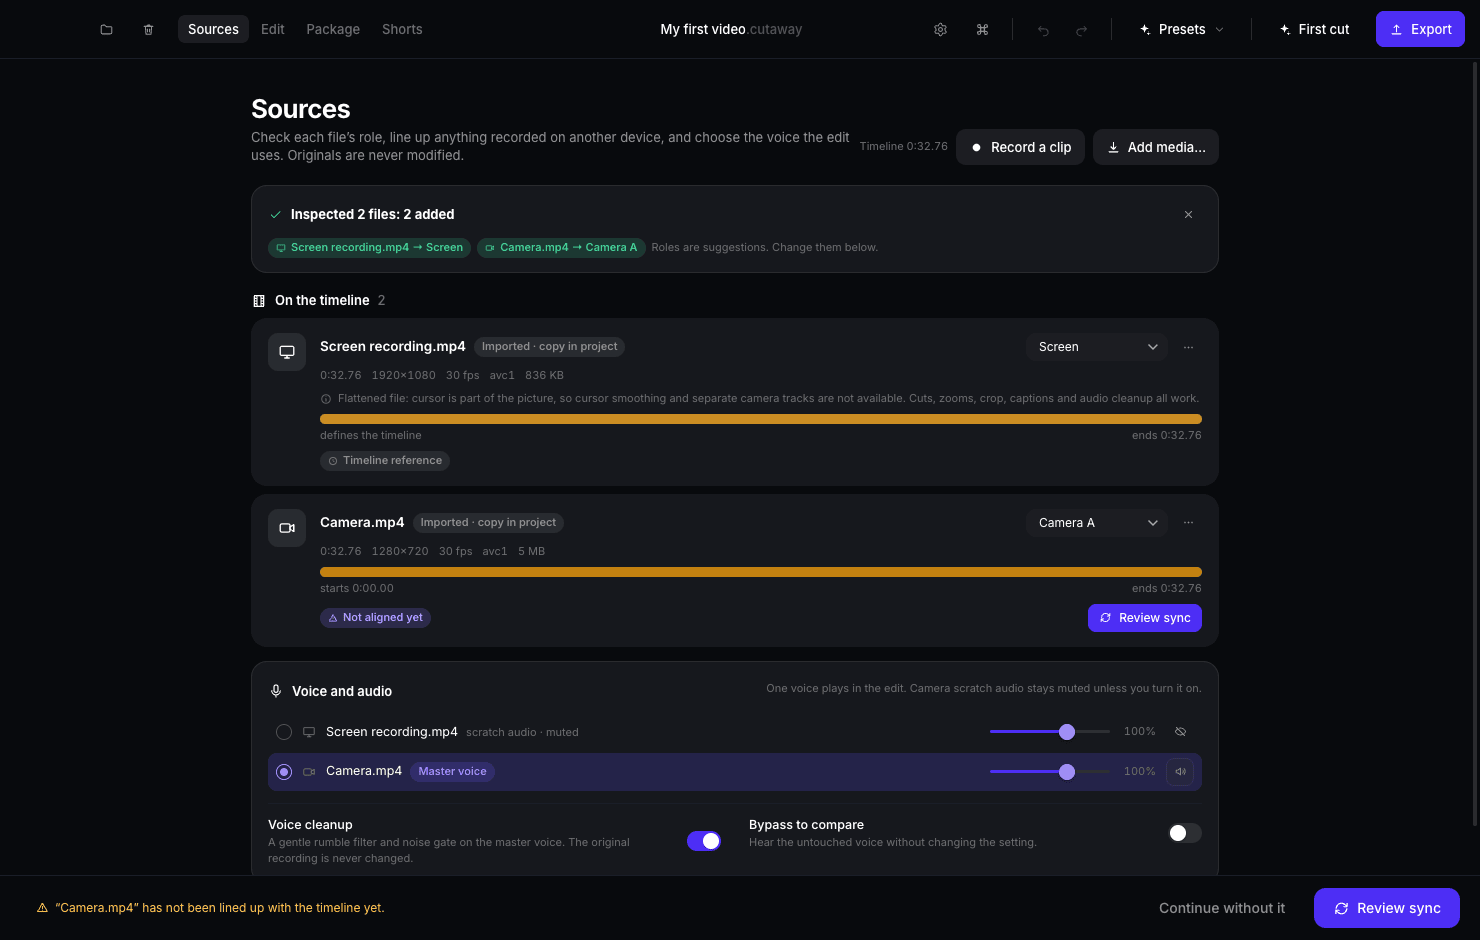 Sources
Edit
Package
Shorts
My first video.cutaway
Presets
First cut
Export
Sources
Check each file's role, line up anything recorded on another device, and choose the voice the edit
uses. Originals are never modified.
Timeline 0:32.76
Record a clip
Add media...
Inspected 2 files: 2 added
Screen recording.mp4 → Screen
Camera.mp4 → Camera A
Roles are suggestions. Change them below.
On the timeline 2
Screen recording.mp4
Imported · copy in project
Screen
0:32.76 1920×1080 30 fps avc1 836 KB
Flattened file: cursor is part of the picture, so cursor smoothing and separate camera tracks are not available. Cuts, zooms, crop, captions and audio cleanup all work.
defines the timeline
ends 0:32.76
Timeline reference
Camera.mp4
Imported · copy in project
Camera A
0:32.76 1280×720 30 fps avc1 5 MB
starts 0:00.00
ends 0:32.76
Not aligned yet
Review sync
Voice and audio
One voice plays in the edit. Camera scratch audio stays muted unless you turn it on.
Screen recording.mp4 scratch audio · muted
100%
Camera.mp4
Master voice
100%
Voice cleanup
A gentle rumble filter and noise gate on the master voice. The original
recording is never changed.
Bypass to compare
Hear the untouched voice without changing the setting.
“Camera.mp4” has not been lined up with the timeline yet.
Continue without it
Review sync